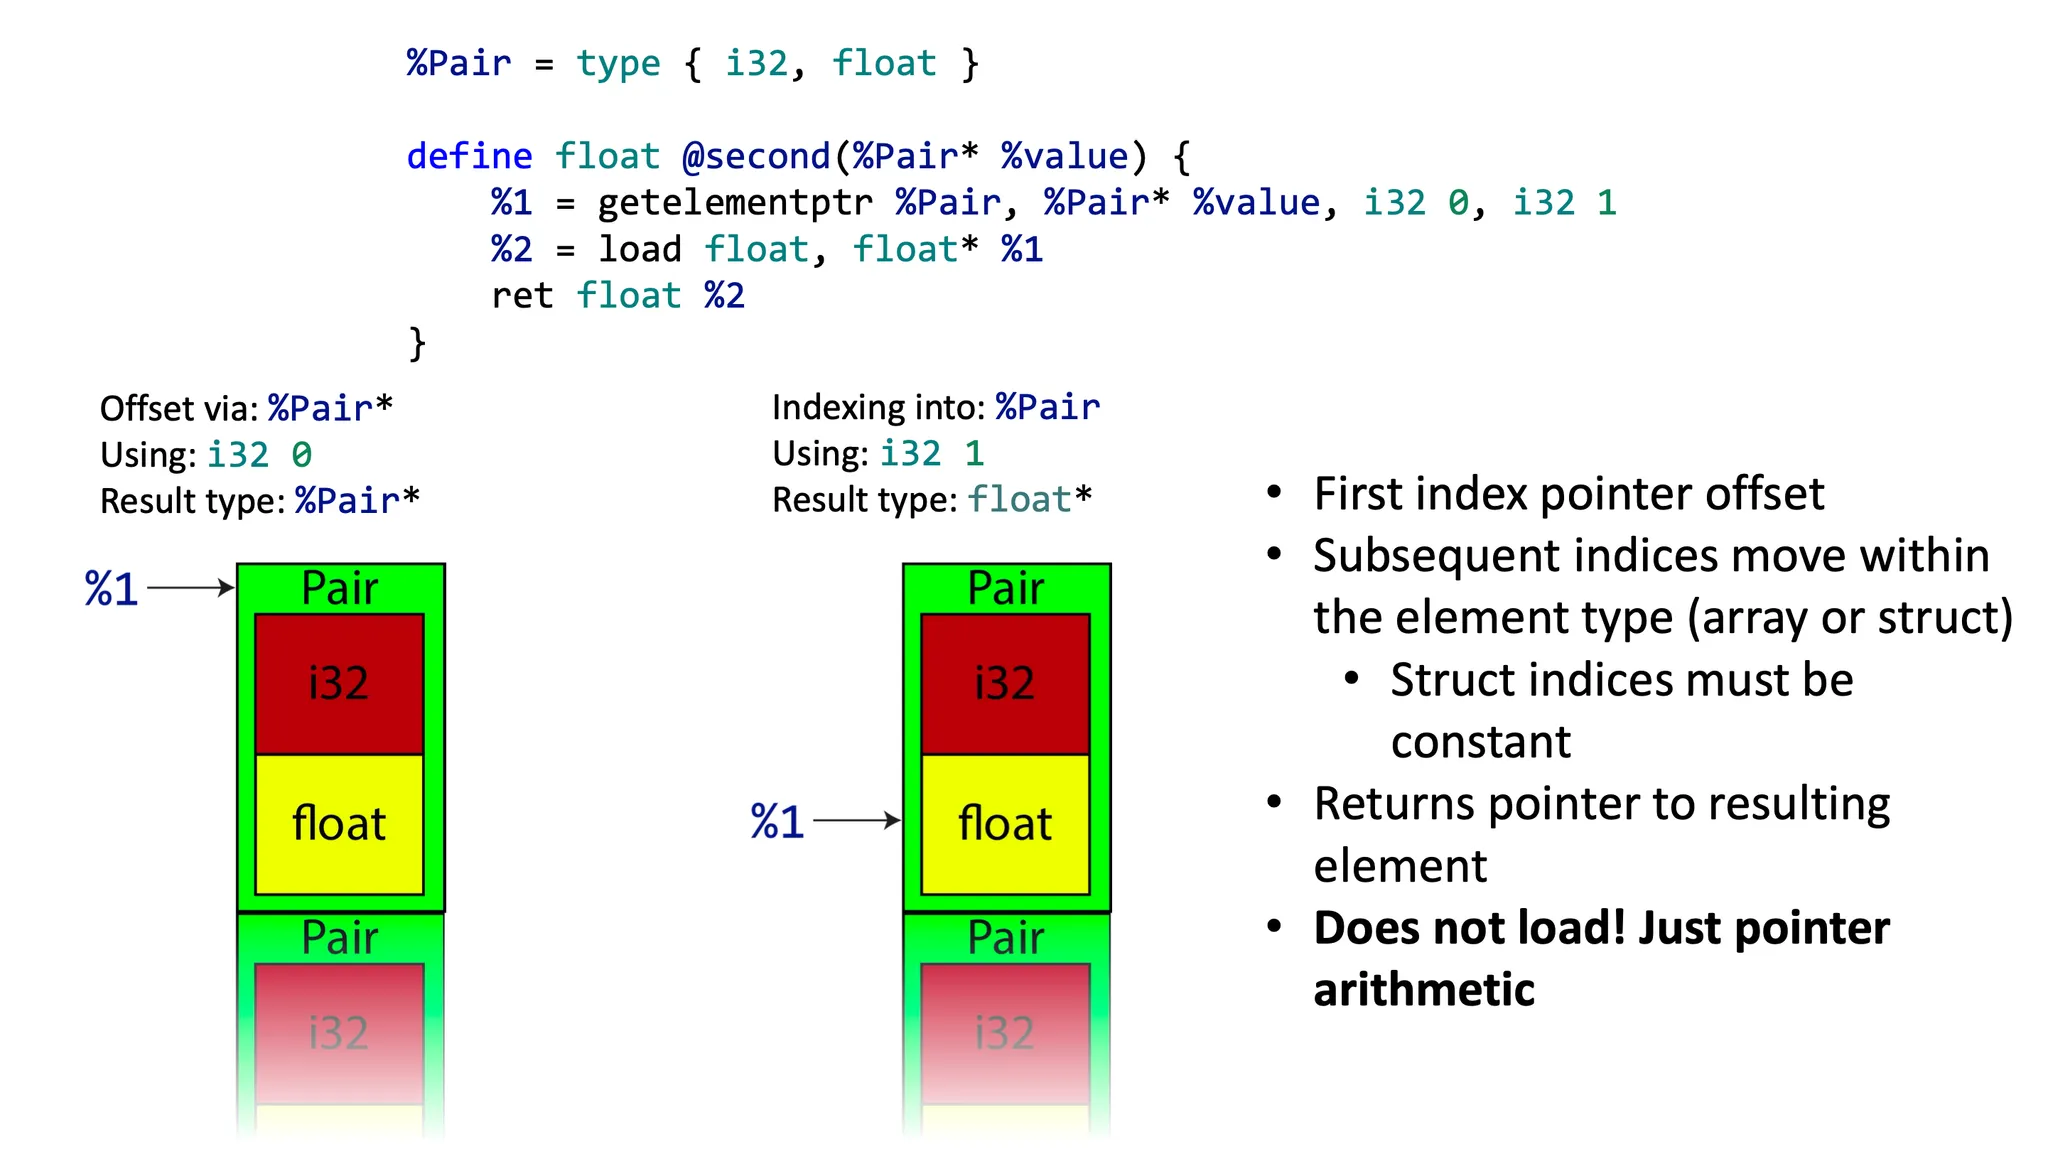 %Pair = type { i32, float }
define float @second(%Pair* %value) {
%1 = getelementptr %Pair, %Pair* %value, i32 0, i32 1
%2 = load float, float* %1
ret float %2
}
Offset via: %Pair*
Using: i32 0
Result type: %Pair*
%1
Pair
i32
float
Pair
i32
Indexing into: %Pair
Using: i32 1
Result type: float*
Pair
i32
%1
float
Pair
i32
• First index pointer offset
• Subsequent indices move within
the element type (array or struct)
• Struct indices must be
constant
• Returns pointer to resulting
element
• Does not load! Just pointer
arithmetic